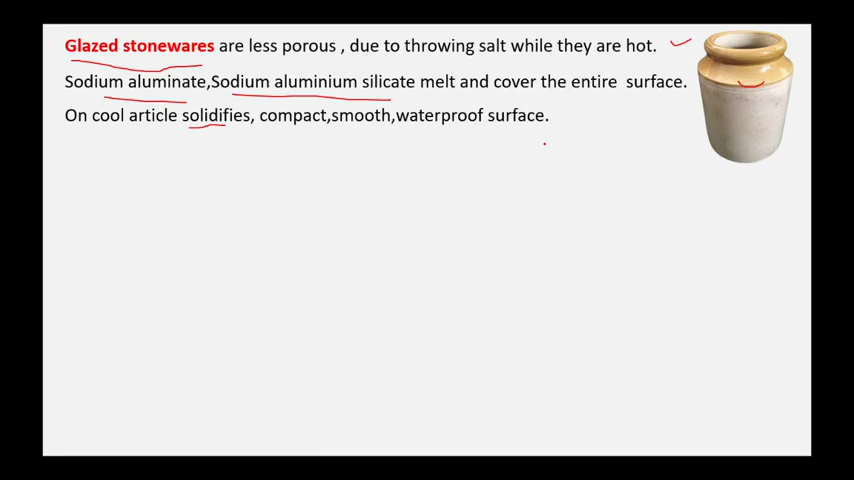 Glazed stonewares are less porous , due to throwing salt while they are hot.
Sodium aluminate,Sodium aluminium silicate melt and cover the entire surface.
On cool article solidifies, compact,smooth,waterproof surface.